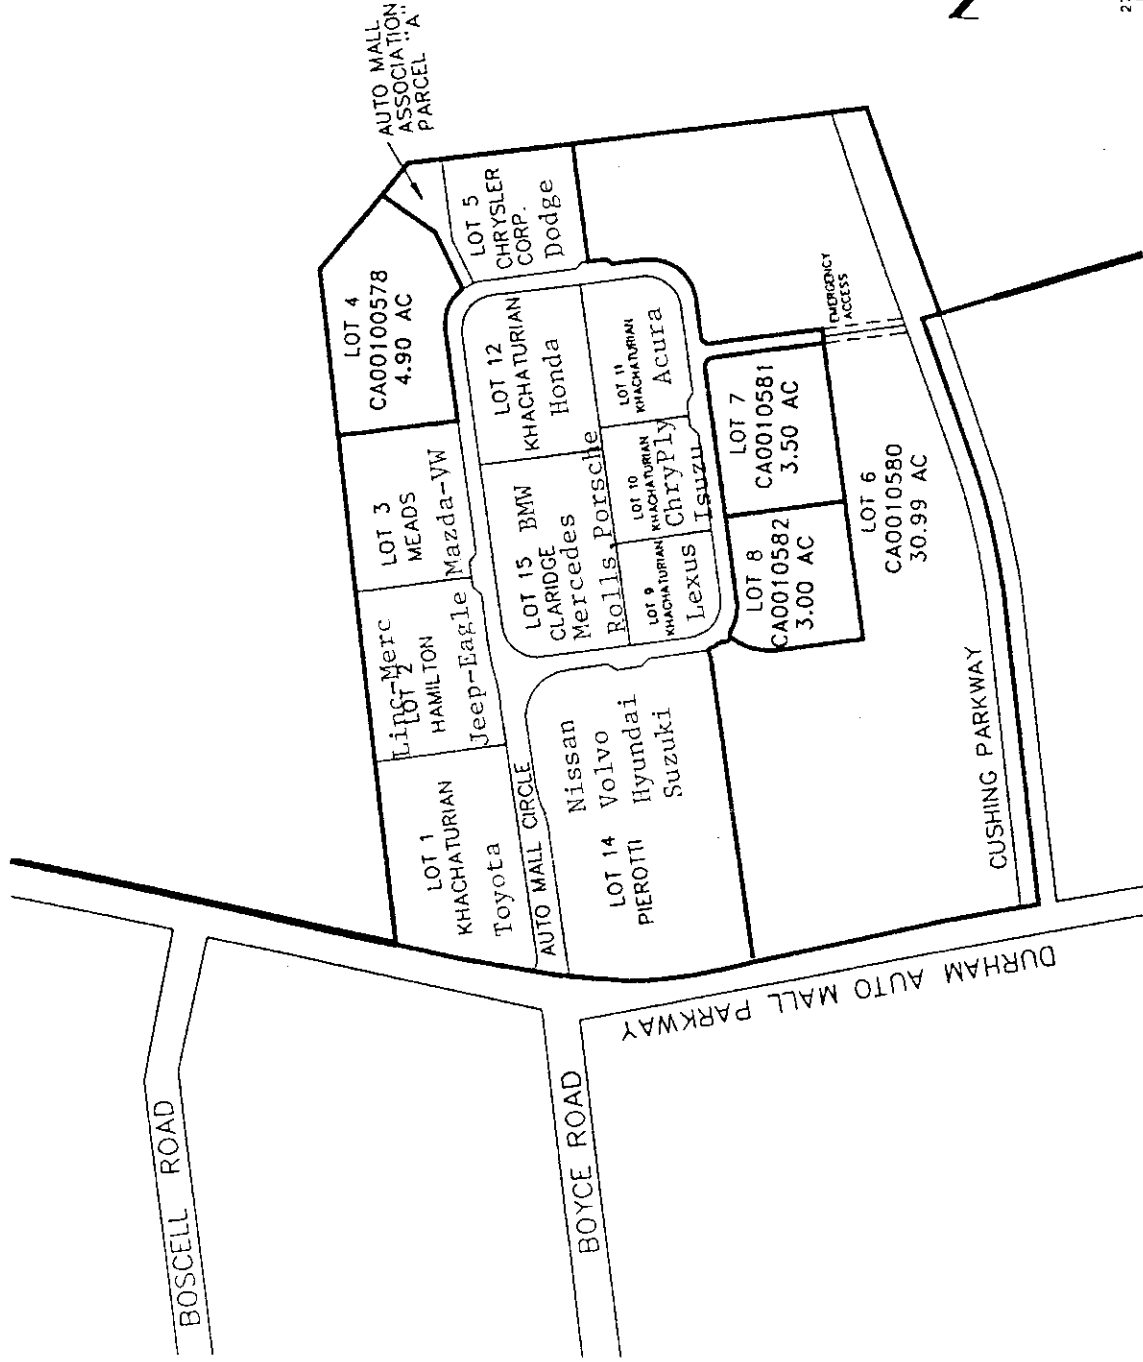 AUTO MALL
ASSOCIATION
PARCEL "A"
LOT 4
CA00100578
4.90 AC
LOT 5
CHRYSLER
CORP.
Dodge
LOT 3
MEADS
Mazda-VW
Linc-Merc
LOT 2
HAMILTON
Jeep-Eagle
LOT 1
KHACHATURIAN
Toyota
AUTO MALL CIRCLE
LOT 12
KHACHATURIAN
Honda
LOT 15 BMW
CLARIDGE
Mercedes
Rolls, Porsche
LOT 11
KHACHATURIAN
Acura
LOT 10
KHACHATURIAN
ChryPly
Isuzu
LOT 9
KHACHATURIAN
Lexus
LOT 14
PIEROTTI
Nissan
Volvo
Hyundai
Suzuki
LOT 7
CA0010581
3.50 AC
LOT 8
CA0010582
3.00 AC
LOT 6
CA0010580
30.99 AC
EMERGENCY
ACCESS
CUSHING PARKWAY
DURHAM AUTO MALL PARKWAY
BOSCELL ROAD
BOYCE ROAD